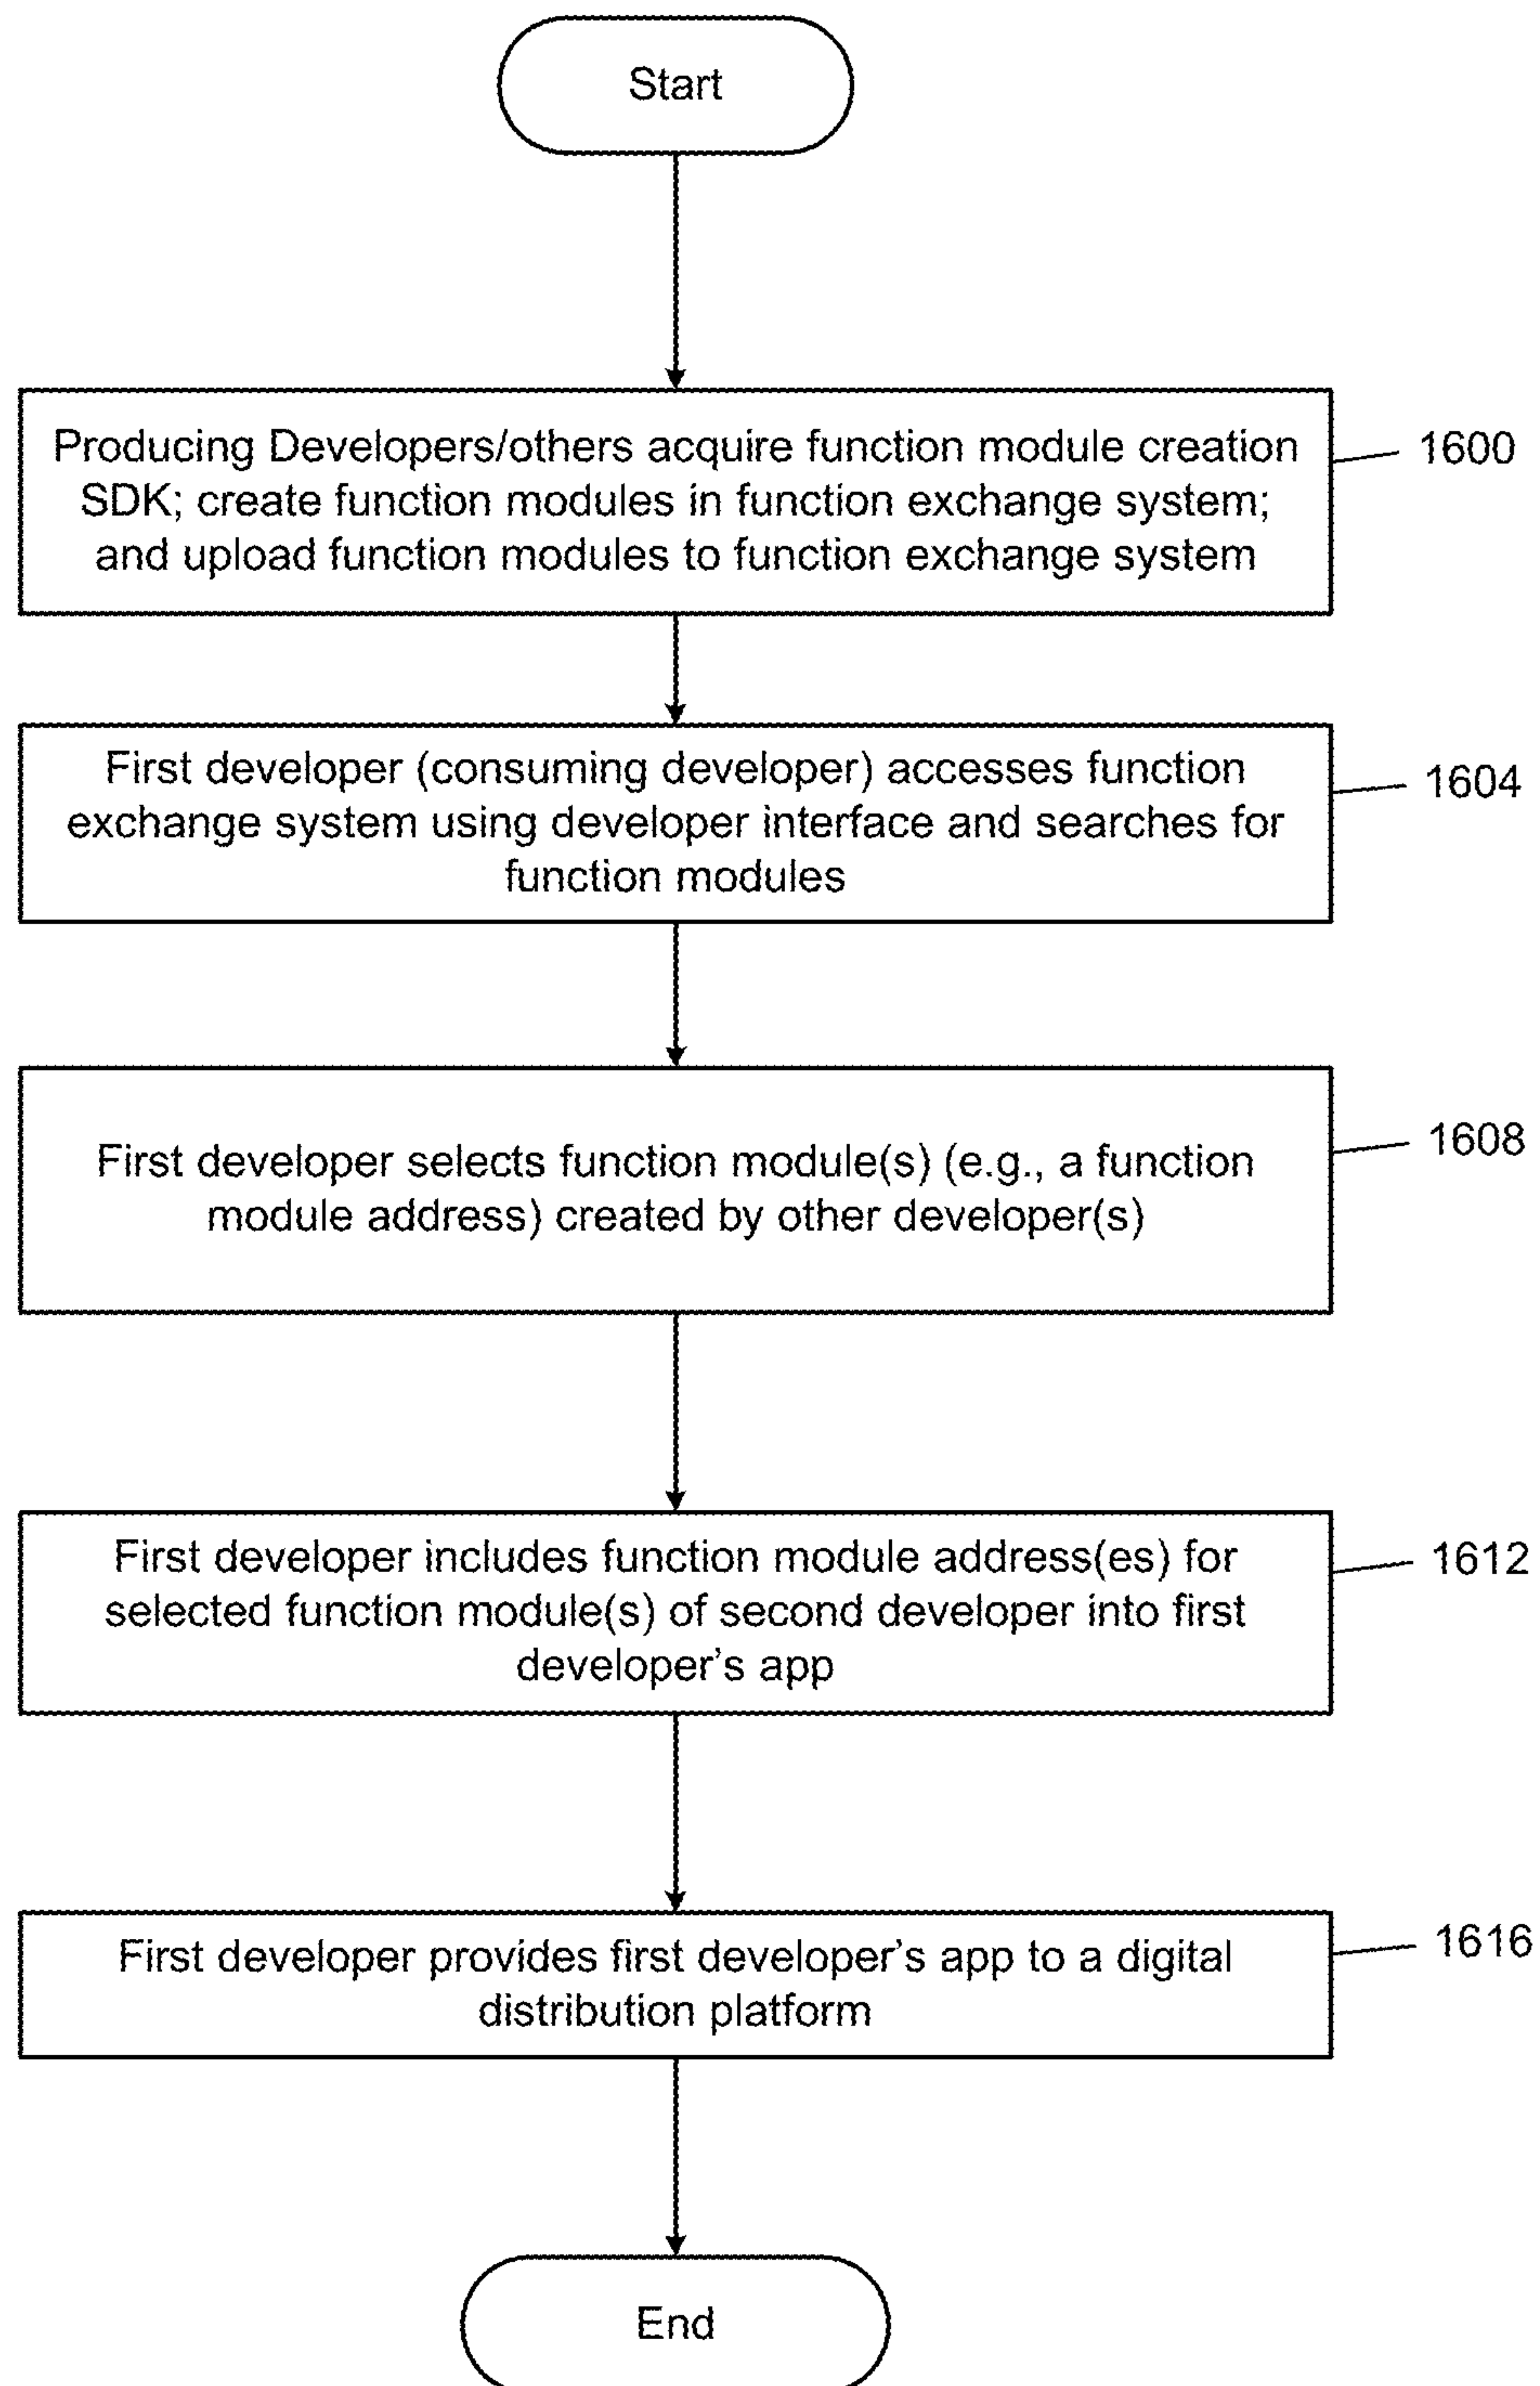 Start
Producing Developers/others acquire function module creation
SDK; create function modules in function exchange system;
and upload function modules to function exchange system
1600
First developer (consuming developer) accesses function
exchange system using developer interface and searches for
function modules
1604
First developer selects function module(s) (e.g., a function
module address) created by other developer(s)
1608
First developer includes function module address(es) for
selected function module(s) of second developer into first
developer's app
1612
First developer provides first developer's app to a digital
distribution platform
1616
End